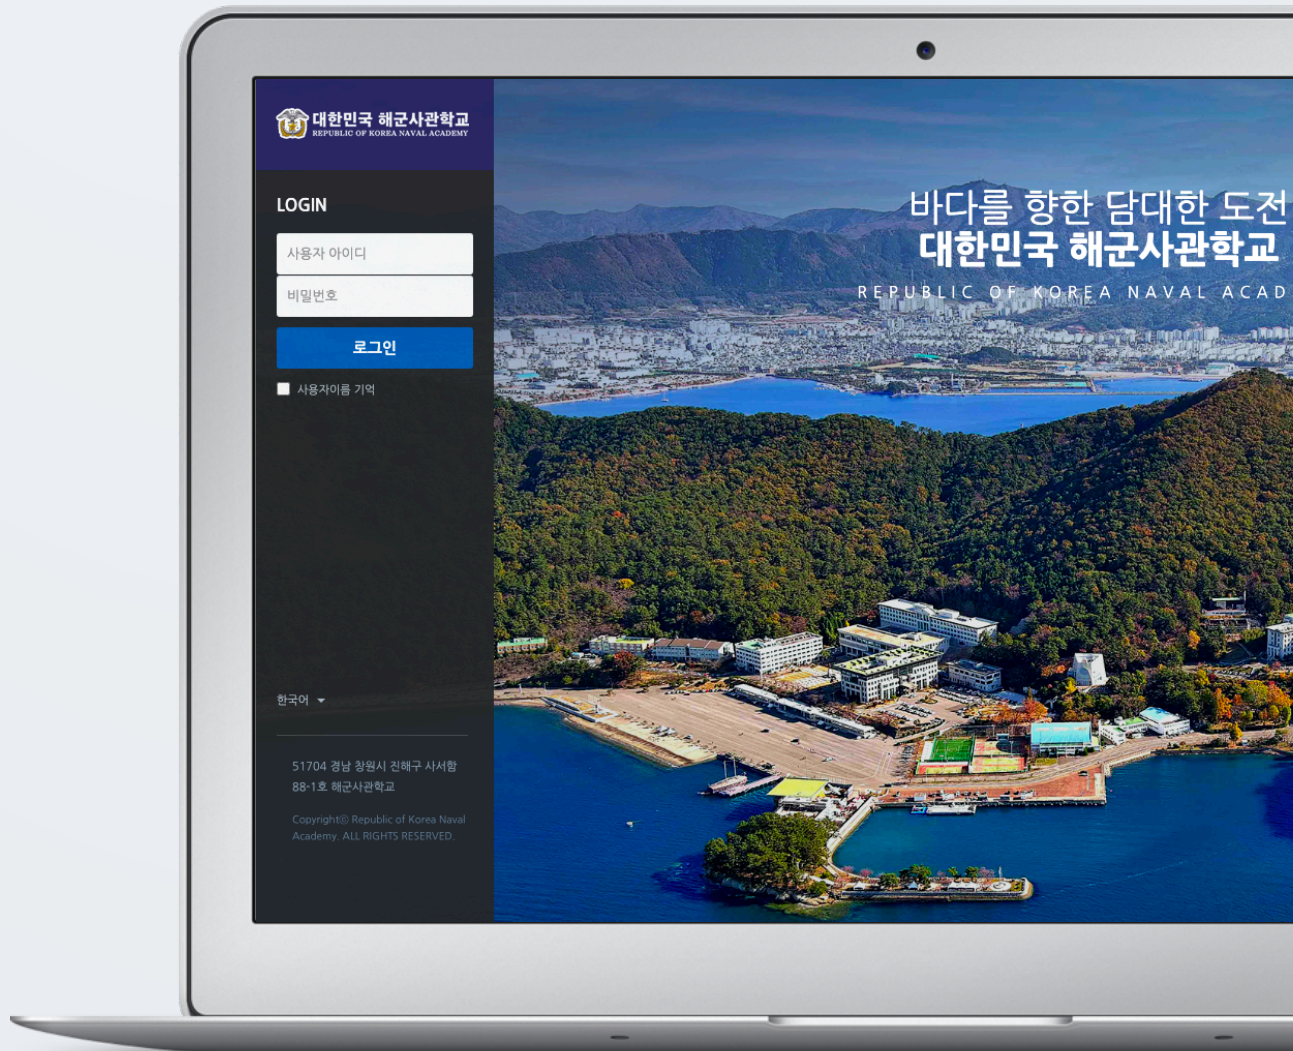 대한민국 해군사관학교
REPUBLIC OF KOREA NAVAL ACADEMY
LOGIN
사용자 아이디
비밀번호
로그인
사용자이름 기억
한국어
51704 경남 창원시 진해구 사서함
88-1호 해군사관학교
Copyrightⓒ Republic of Korea Naval
Academy. ALL RIGHTS RESERVED.
바다를 향한 담대한 도전
대한민국 해군사관학교
REPUBLIC OF KOREA NAVAL ACAD